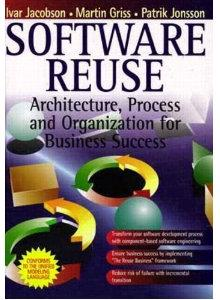 Ivar Jacobson • Martin Griss • Patrik Jonsson
SOFTWARE
REUSE
Architecture, Process
and Organization for
Business Success
Transform your software development process
with component-based software engineering
Ensure business success by implementing
"The Reuse Business" framework
Reduce risk of failure with incremental
transition
CONFORMS
TO THE UNIFIED
MODELING
LANGUAGE